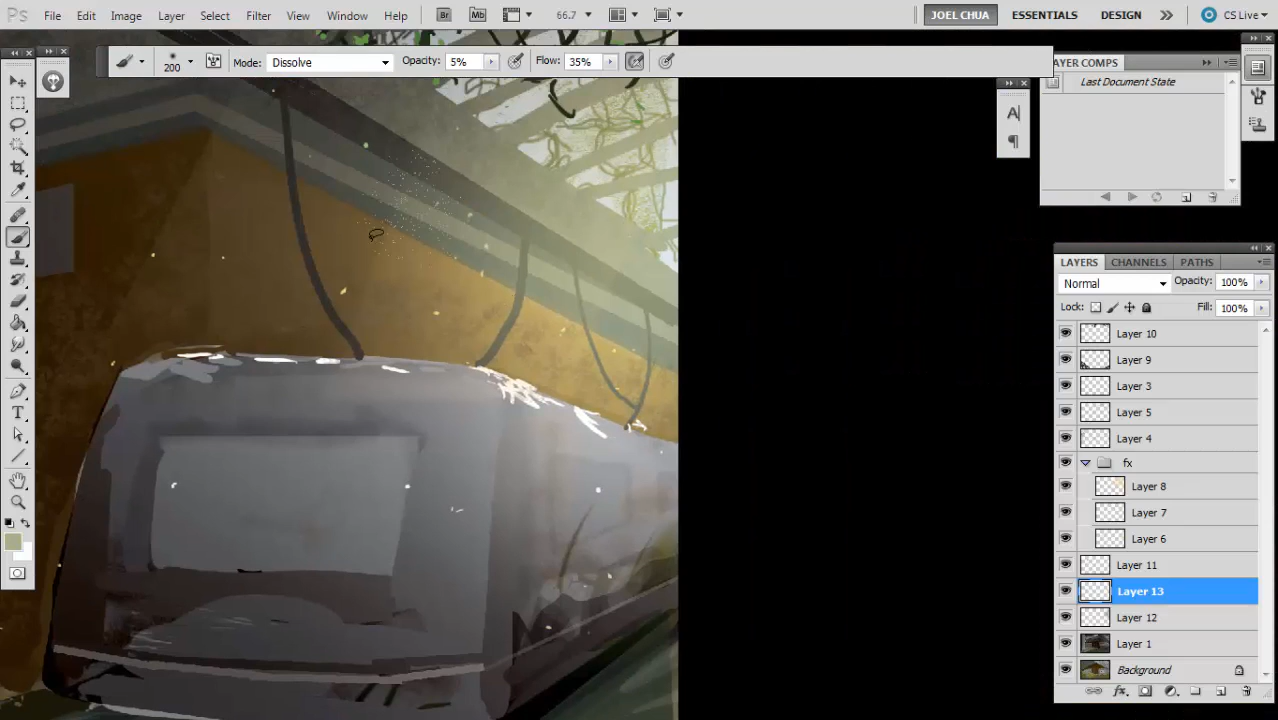 Ps File Edit Image Layer Select Filter View Window Help Br Mb 66.7 JOEL CHUA ESSENTIALS DESIGN CS Live
200 Mode: Dissolve Opacity: 5% Flow: 35%
LAYER COMPS
Last Document State
A
¶
T
LAYERS CHANNELS PATHS
Normal Opacity: 100%
Lock: Fill: 100%
Layer 10
Layer 9
Layer 3
Layer 5
Layer 4
fx
Layer 8
Layer 7
Layer 6
Layer 11
Layer 13
Layer 12
Layer 1
Background
fx